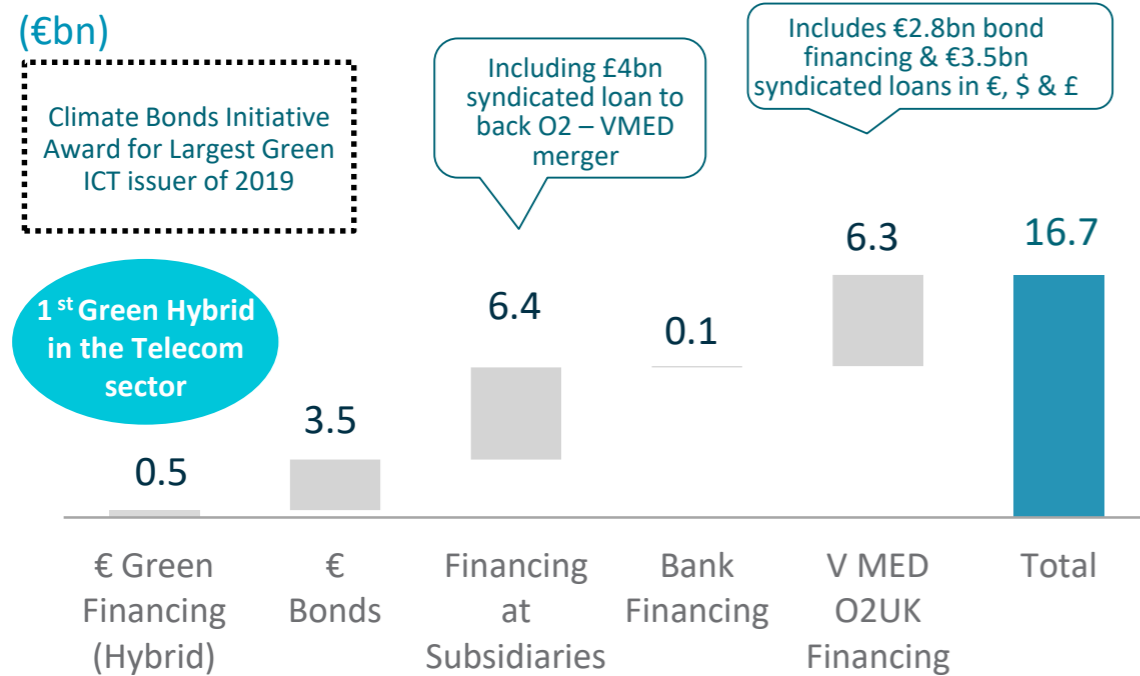 (€bn)
Climate Bonds Initiative
Award for Largest Green
ICT issuer of 2019
Including £4bn
syndicated loan to
back O2 – VMED
merger
Includes €2.8bn bond
financing & €3.5bn
syndicated loans in €, $ & £
1st Green Hybrid
in the Telecom
sector
0.5
3.5
6.4
0.1
6.3
16.7
€ Green
Financing
(Hybrid)
€
Bonds
Financing
at
Subsidiaries
Bank
Financing
V MED
O2UK
Financing
Total